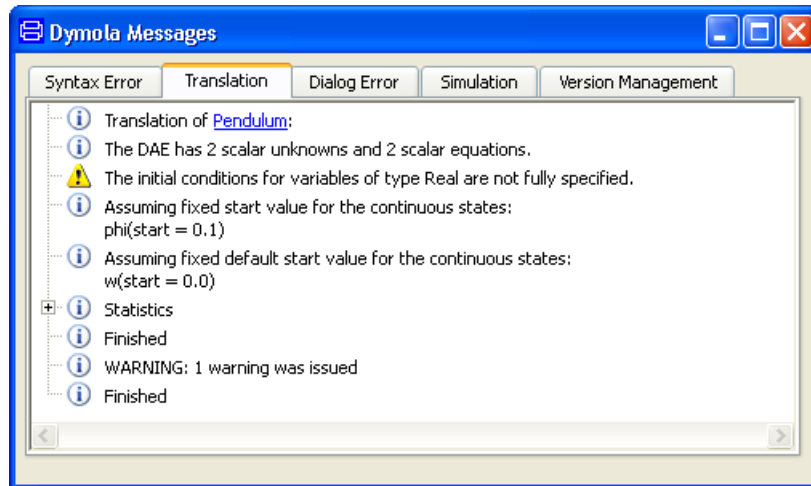 Dymola Messages
Syntax Error
Translation
Dialog Error
Simulation
Version Management
Translation of Pendulum:
The DAE has 2 scalar unknowns and 2 scalar equations.
The initial conditions for variables of type Real are not fully specified.
Assuming fixed start value for the continuous states:
phi(start = 0.1)
Assuming fixed default start value for the continuous states:
w(start = 0.0)
Statistics
Finished
WARNING: 1 warning was issued
Finished